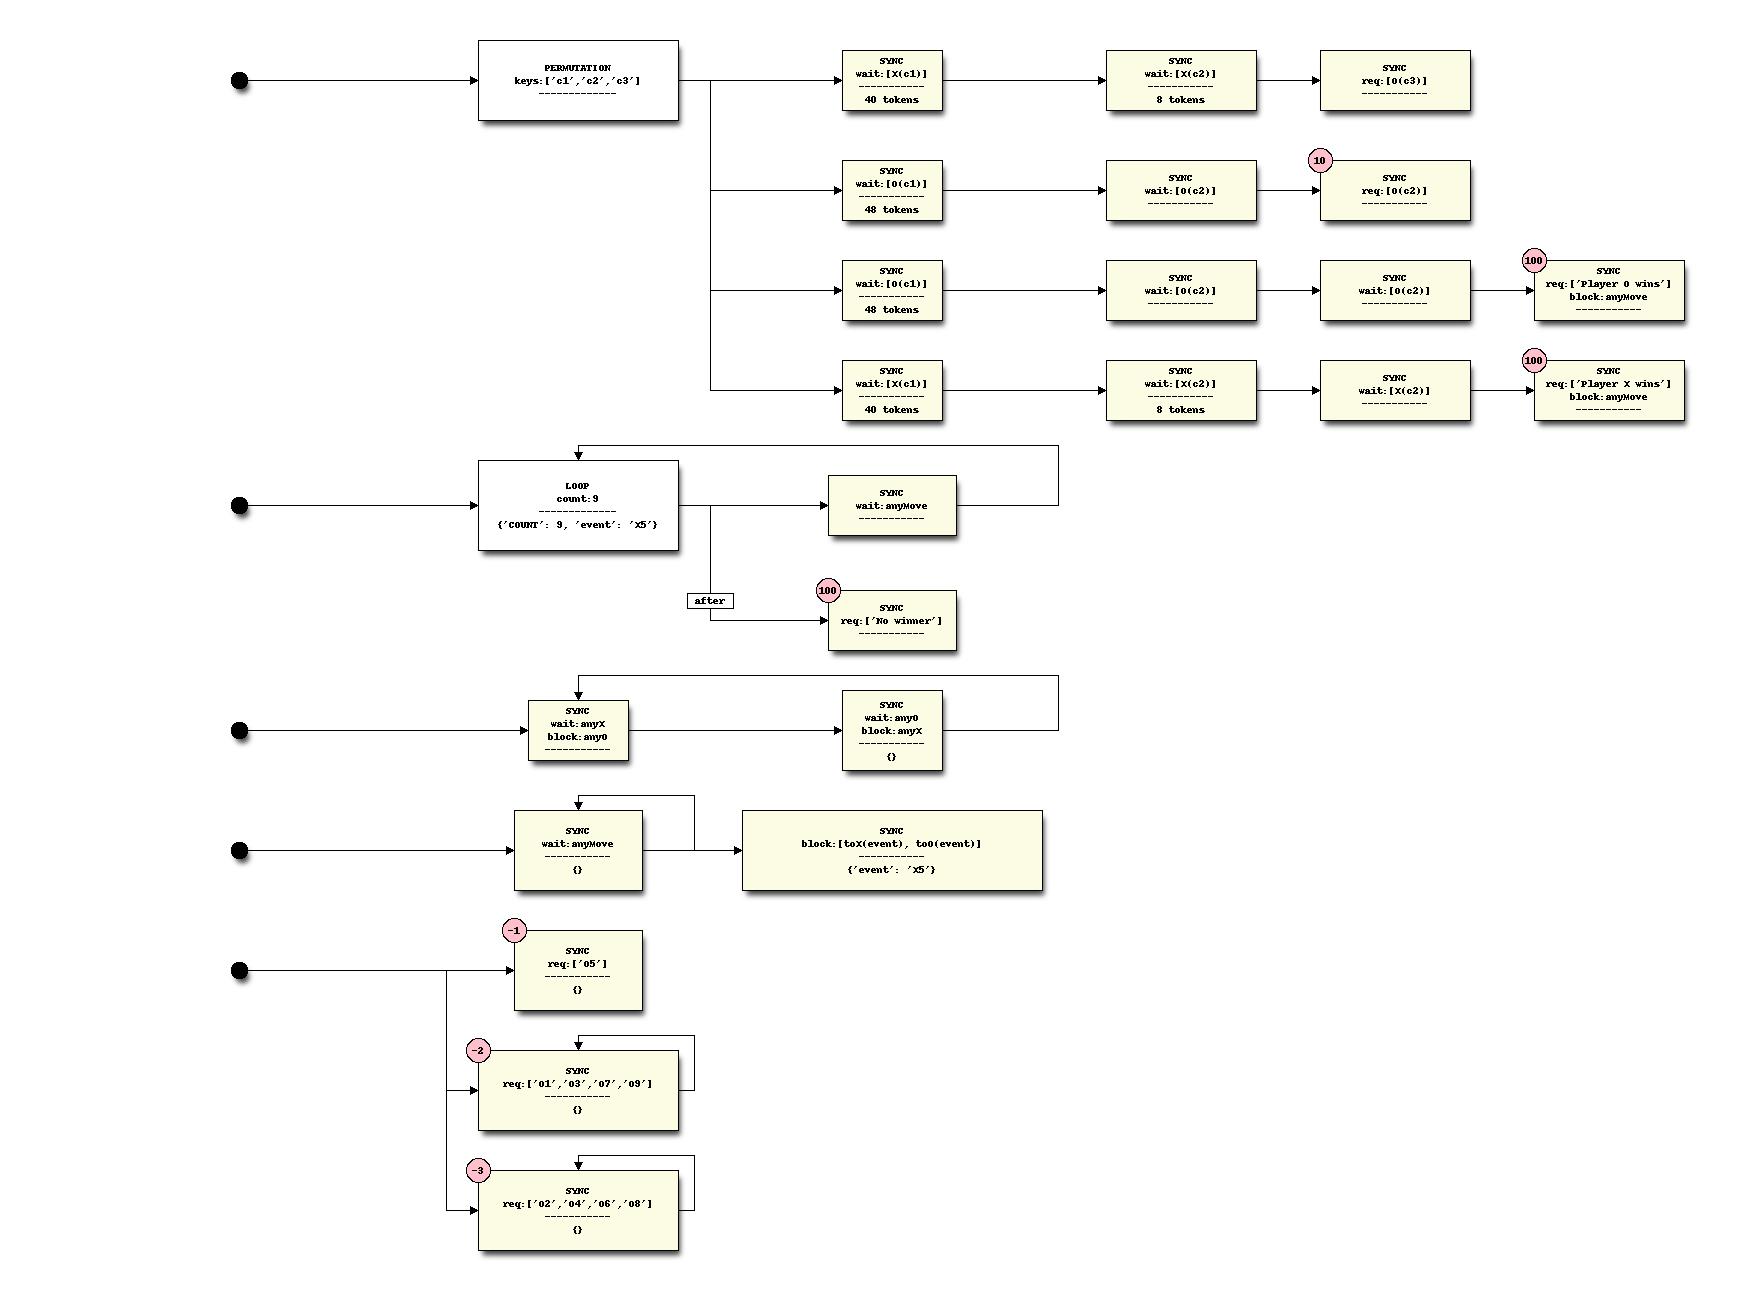 PERMUTATION
keys:['c1','c2','c3']
-------------
SYNC
wait:[X(c1)]
-----------
40 tokens
SYNC
wait:[X(c2)]
-----------
8 tokens
SYNC
req:[O(c3)]
-----------
SYNC
wait:[O(c1)]
-----------
48 tokens
SYNC
wait:[O(c2)]
-----------
10
SYNC
req:[O(c2)]
-----------
SYNC
wait:[O(c1)]
-----------
48 tokens
SYNC
wait:[O(c2)]
-----------
SYNC
wait:[O(c2)]
-----------
100
SYNC
req:['Player O wins']
block:anyMove
-----------
SYNC
wait:[X(c1)]
-----------
40 tokens
SYNC
wait:[X(c2)]
-----------
8 tokens
SYNC
wait:[X(c2)]
-----------
100
SYNC
req:['Player X wins']
block:anyMove
-----------
LOOP
count:9
-------------
{'COUNT': 9, 'event': 'X5'}
SYNC
wait:anyMove
-----------
after
100
SYNC
req:['No winner']
-----------
SYNC
wait:anyX
block:anyO
-----------
SYNC
wait:anyO
block:anyX
-----------
{}
SYNC
wait:anyMove
-----------
{}
SYNC
block:[toX(event), toO(event)]
-----------
{'event': 'X5'}
-1
SYNC
req:['O5']
-----------
{}
-2
SYNC
req:['O1','O3','O7','O9']
-----------
{}
-3
SYNC
req:['O2','O4','O6','O8']
-----------
{}